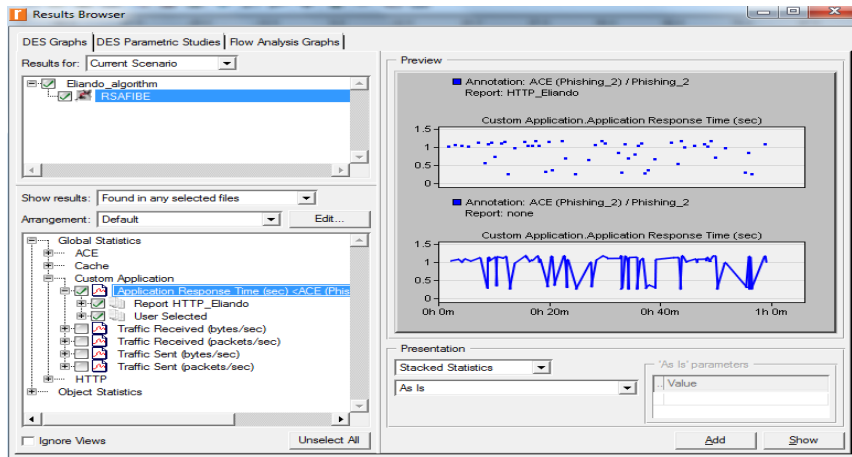 Results Browser
DES Graphs | DES Parametric Studies | Flow Analysis Graphs
Results for: Current Scenario
Eliando_algorithm
RSAFIBE
Show results: Found in any selected files
Arrangement: Default Edit...
Global Statistics
ACE
Cache
Custom Application
Application Response Time (sec) <ACE (Phis
Report HTTP_Eliando
User Selected
Traffic Received (bytes/sec)
Traffic Received (packets/sec)
Traffic Sent (bytes/sec)
Traffic Sent (packets/sec)
HTTP
Object Statistics
Ignore Views Unselect All
Preview
Annotation: ACE (Phishing_2) / Phishing_2
Report: HTTP_Eliando
Custom Application.Application Response Time (sec)
1.5
1
0.5
0
Annotation: ACE (Phishing_2) / Phishing_2
Report: none
Custom Application.Application Response Time (sec)
1.5
1
0.5
0
0h 0m 0h 20m 0h 40m 1h 0m
Presentation
Stacked Statistics
As Is
'As Is' parameters
... Value
Add Show